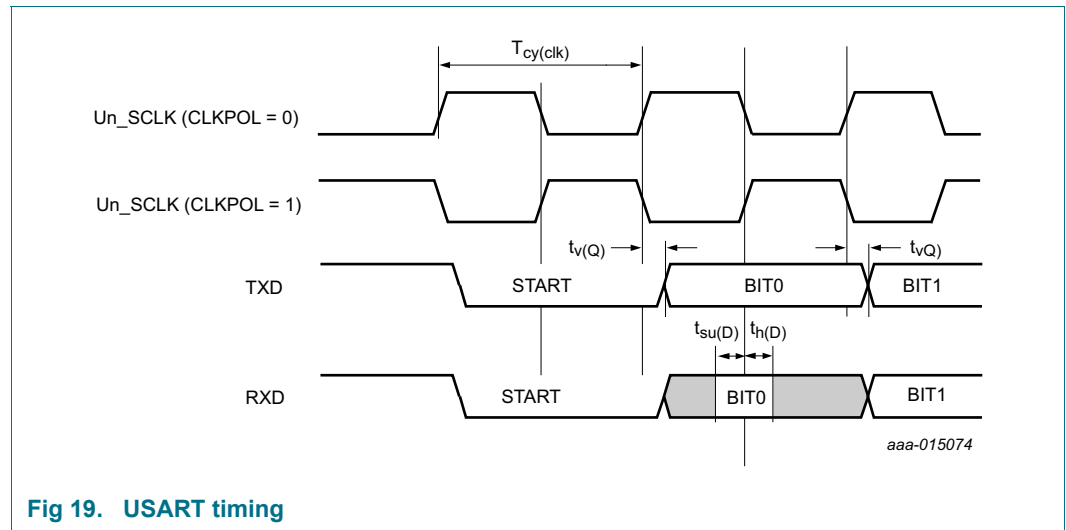 Tcy(clk)
Un_SCLK (CLKPOL = 0)
Un_SCLK (CLKPOL = 1)
tv(Q)
tvQ)
TXD
START
BIT0
BIT1
tsu(D)
th(D)
RXD
START
BIT0
BIT1
aaa-015074
Fig 19. USART timing